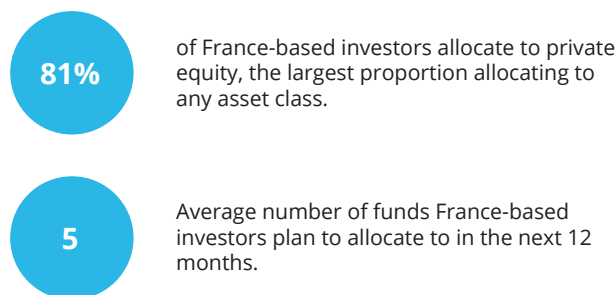 81%
of France-based investors allocate to private
equity, the largest proportion allocating to
any asset class.
5
Average number of funds France-based
investors plan to allocate to in the next 12
months.